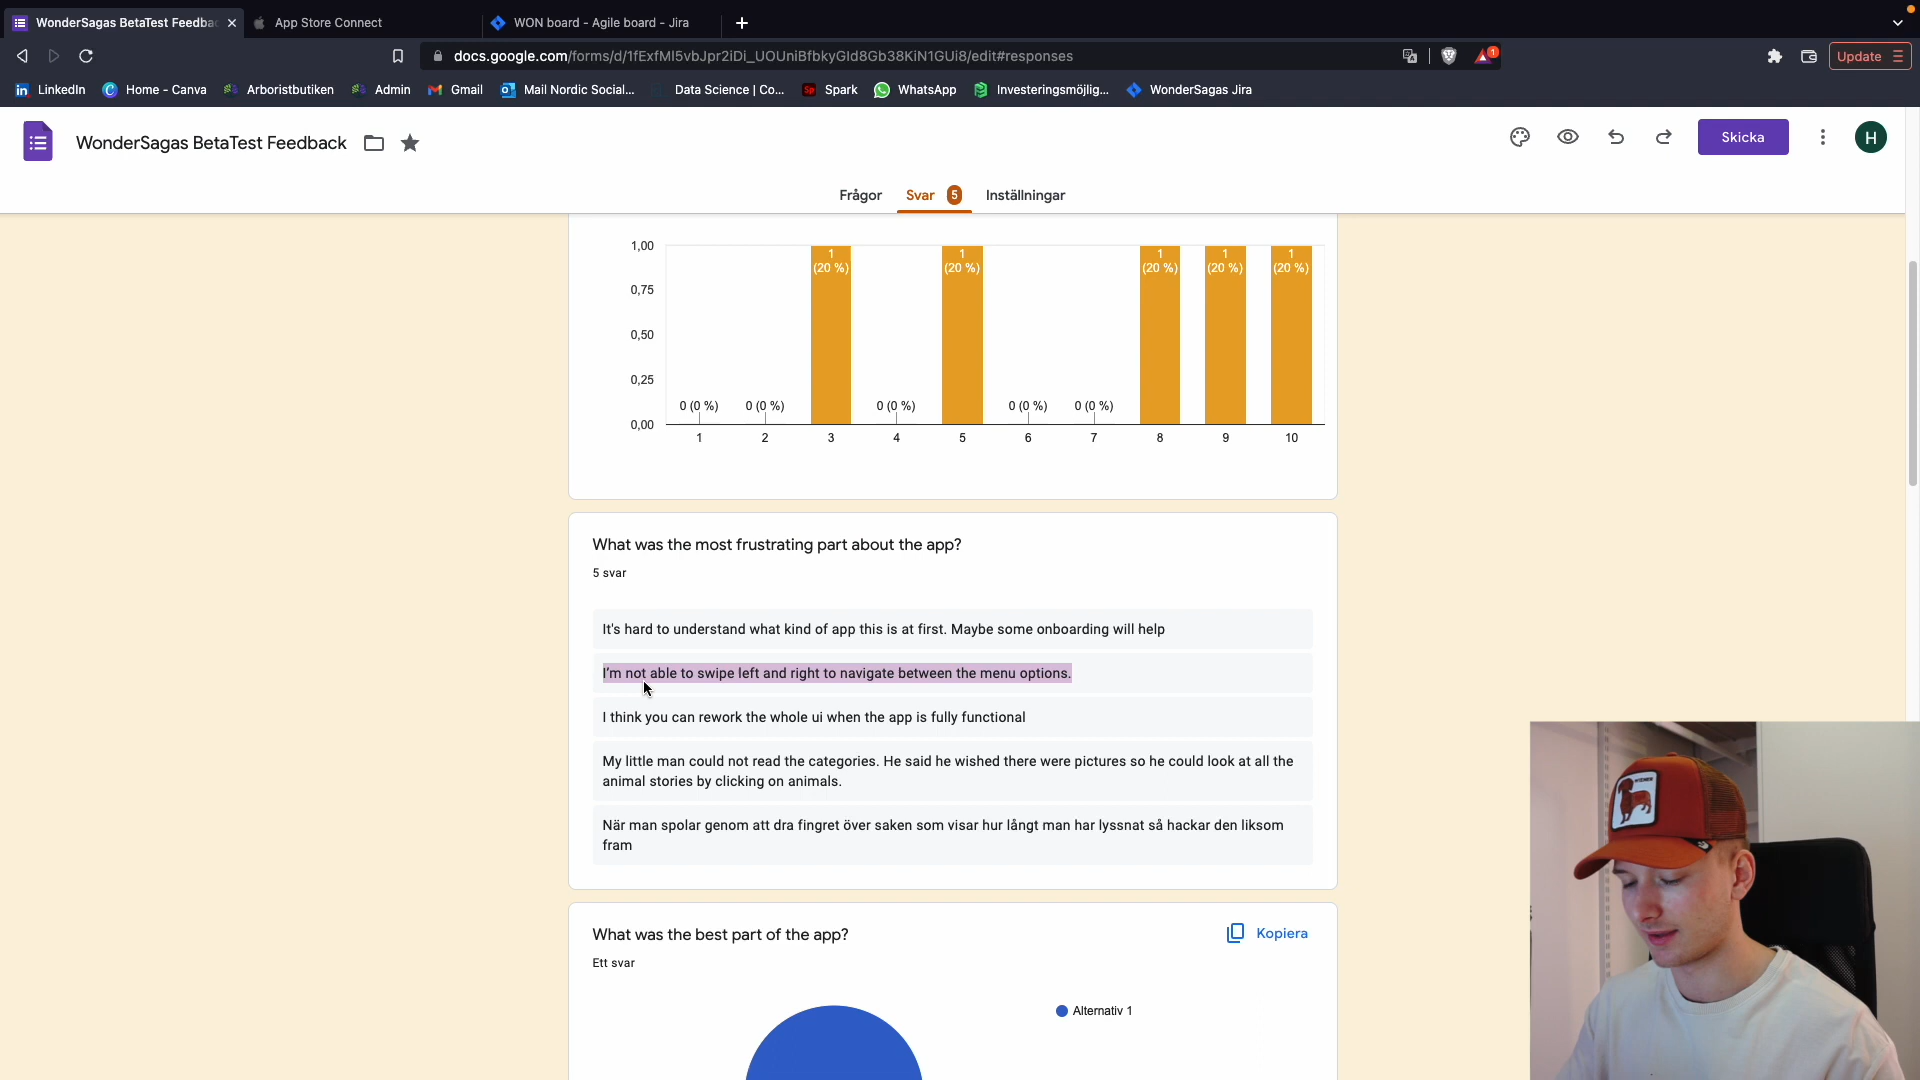 WonderSagas BetaTest Feedba
App Store Connect
WON board - Agile board - Jira
docs.google.com/forms/d/1fExfMl5vbJpr2iDi_UOUniBfbkyGId8Gb38KiN1GUi8/edit#responses
1
Update
LinkedIn
Home - Canva
Arboristbutiken
Admin
Gmail
Mail Nordic Social...
Data Science | Co...
Sp
Spark
WhatsApp
Investeringsmöjlig...
WonderSagas Jira
WonderSagas BetaTest Feedback
Skicka
H
Frågor
Svar 5
Inställningar
1,00
0,75
0,50
0,25
0,00
0 (0 %)
0 (0 %)
1
(20 %)
0 (0 %)
1
(20 %)
0 (0 %)
0 (0 %)
1
(20 %)
1
(20 %)
1
(20 %)
1 2 3 4 5 6 7 8 9 10
What was the most frustrating part about the app?
5 svar
It's hard to understand what kind of app this is at first. Maybe some onboarding will help
I'm not able to swipe left and right to navigate between the menu options.
I think you can rework the whole ui when the app is fully functional
My little man could not read the categories. He said he wished there were pictures so he could look at all the
animal stories by clicking on animals.
När man spolar genom att dra fingret över saken som visar hur långt man har lyssnat så hackar den liksom
fram
What was the best part of the app?
Kopiera
Ett svar
Alternativ 1